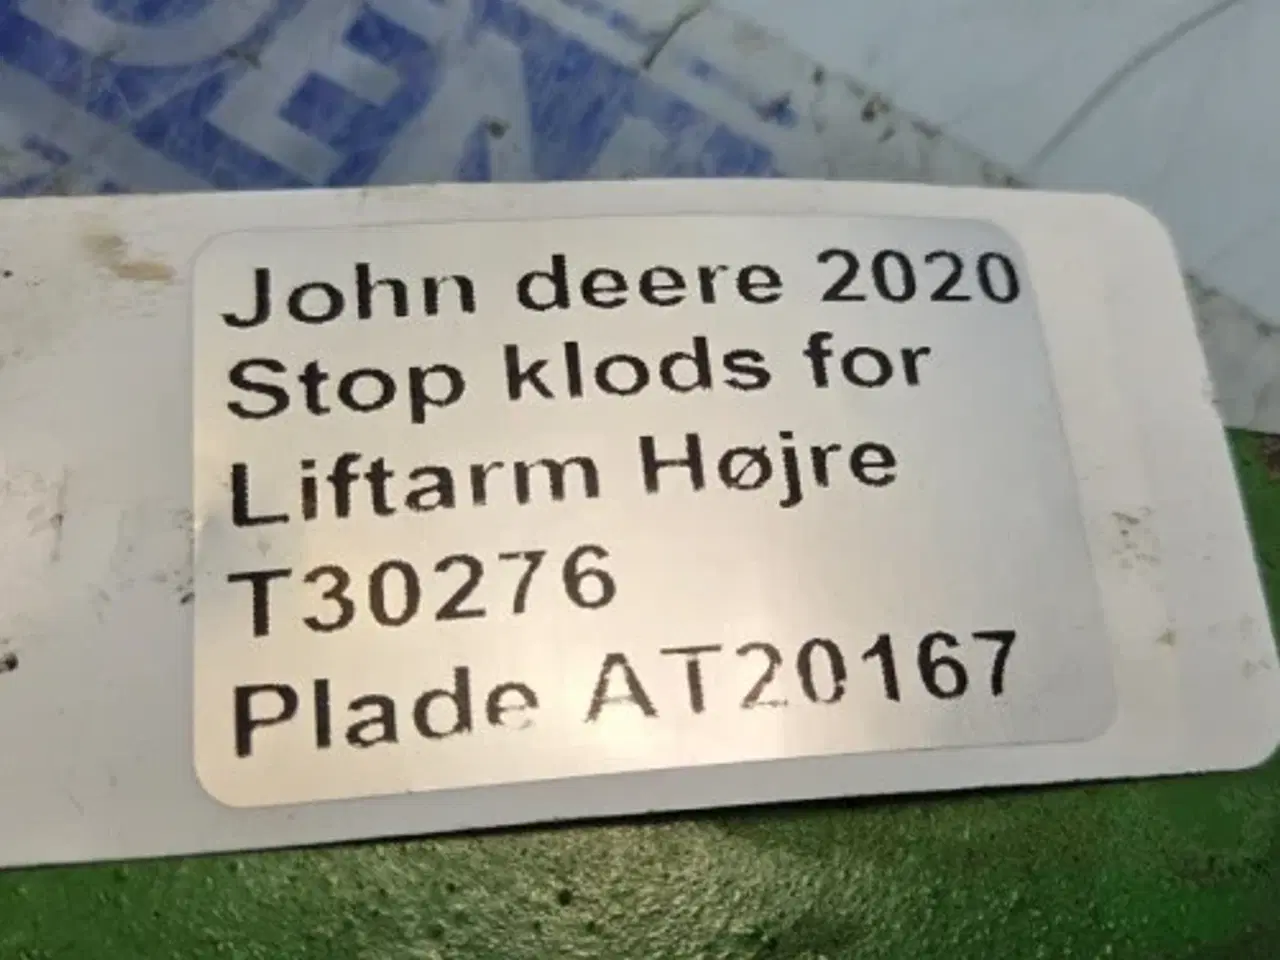 John deere 2020
Stop klods for
Liftarm Højre
T30276
Plade AT20167